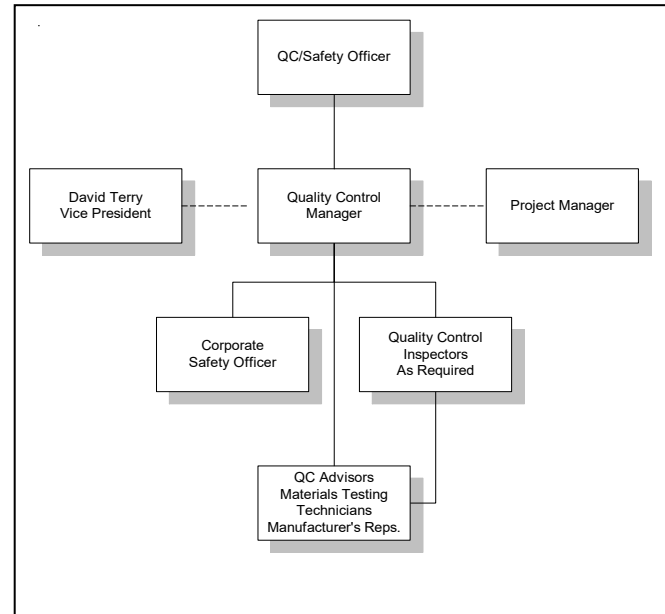 QC/Safety Officer
David Terry
Vice President
Quality Control
Manager
Project Manager
Corporate
Safety Officer
Quality Control
Inspectors
As Required
QC Advisors
Materials Testing
Technicians
Manufacturer's Reps.